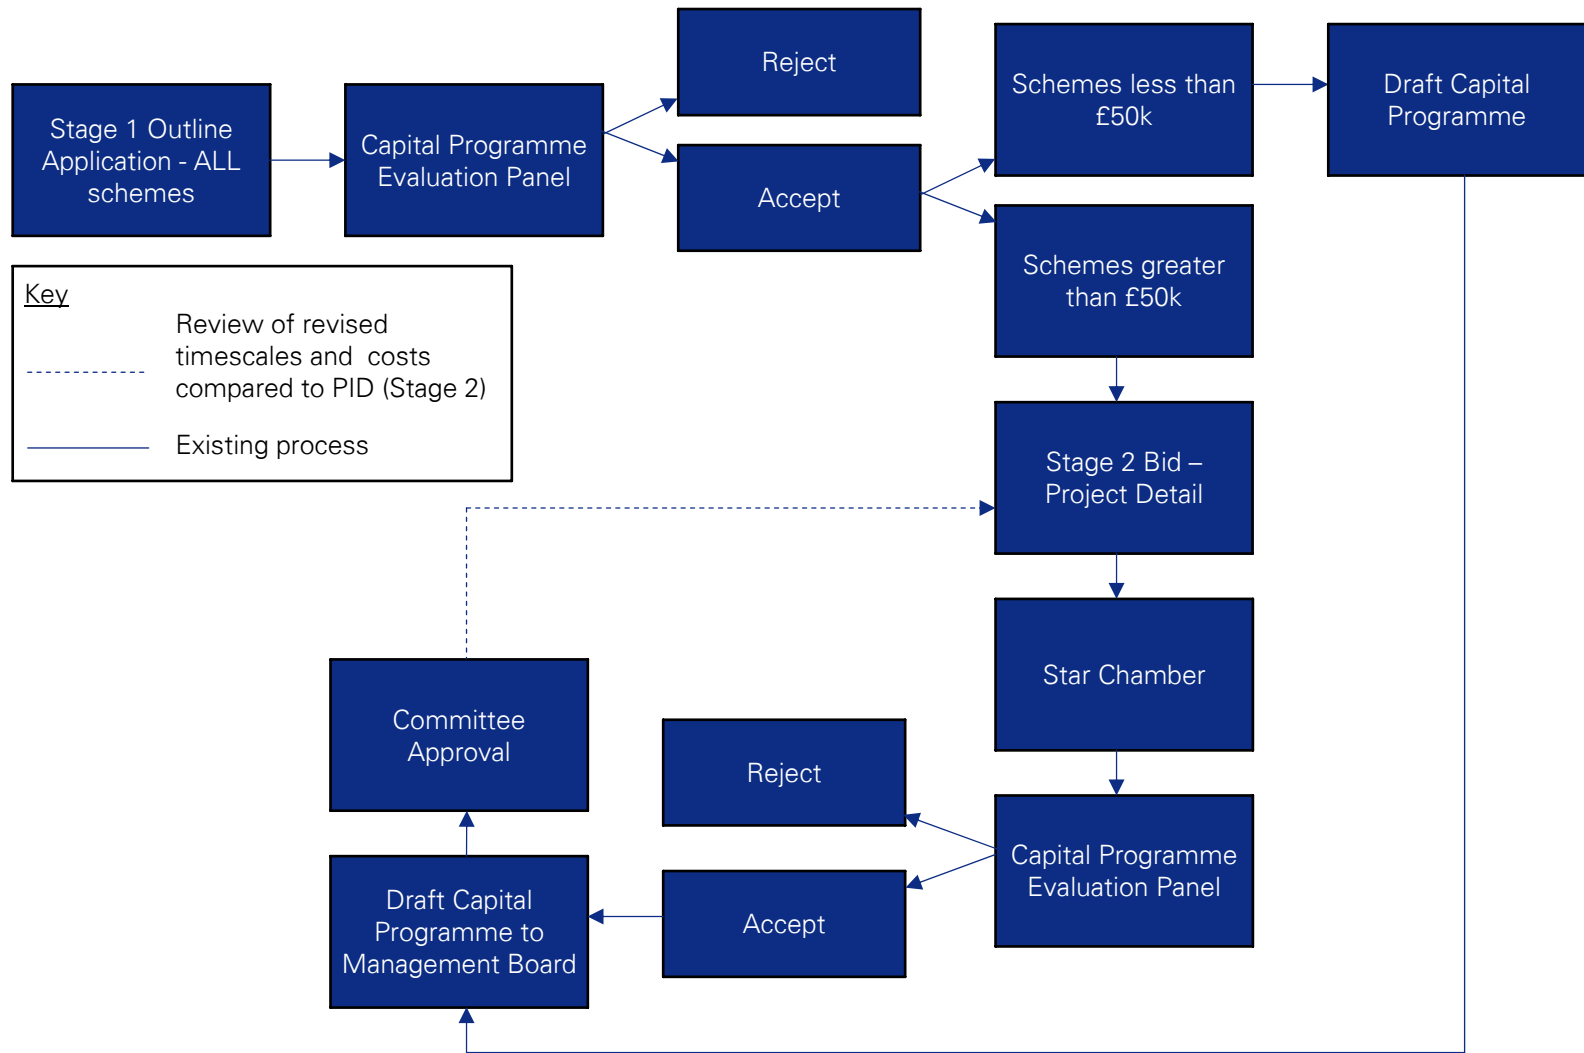 Stage 1 Outline
Application - ALL
schemes
Capital Programme
Evaluation Panel
Reject
Accept
Schemes less than
£50k
Draft Capital
Programme
Schemes greater
than £50k
Key
Review of revised
timescales and  costs
compared to PID (Stage 2)
Existing process
Stage 2 Bid –
Project Detail
Star Chamber
Capital Programme
Evaluation Panel
Reject
Accept
Draft Capital
Programme to
Management Board
Committee
Approval